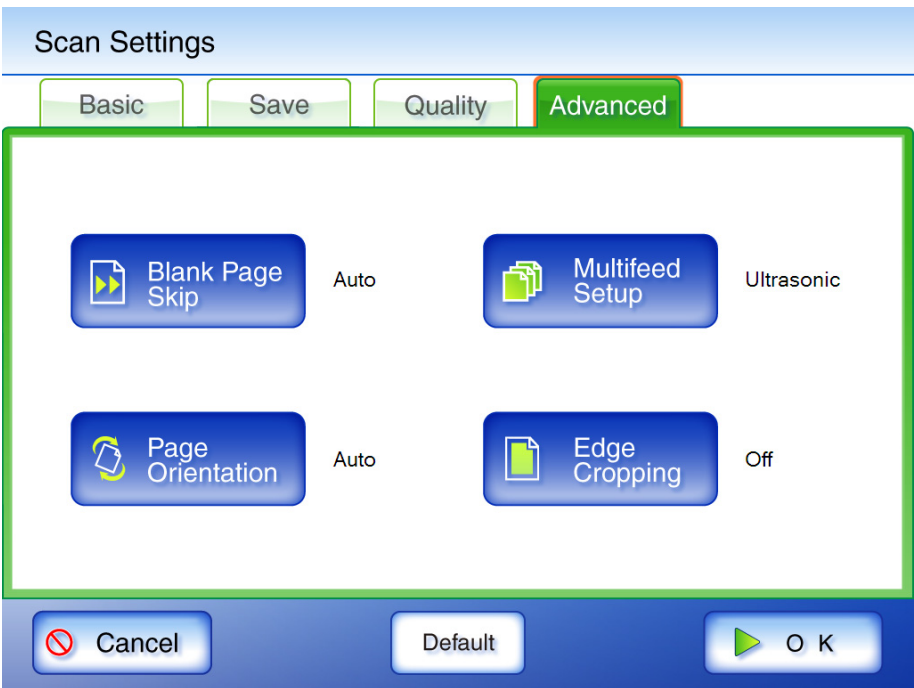 Scan Settings
Basic Save Quality Advanced
Blank Page
Skip
Auto
Multifeed
Setup
Ultrasonic
Page
Orientation
Auto
Edge
Cropping
Off
Cancel Default O K